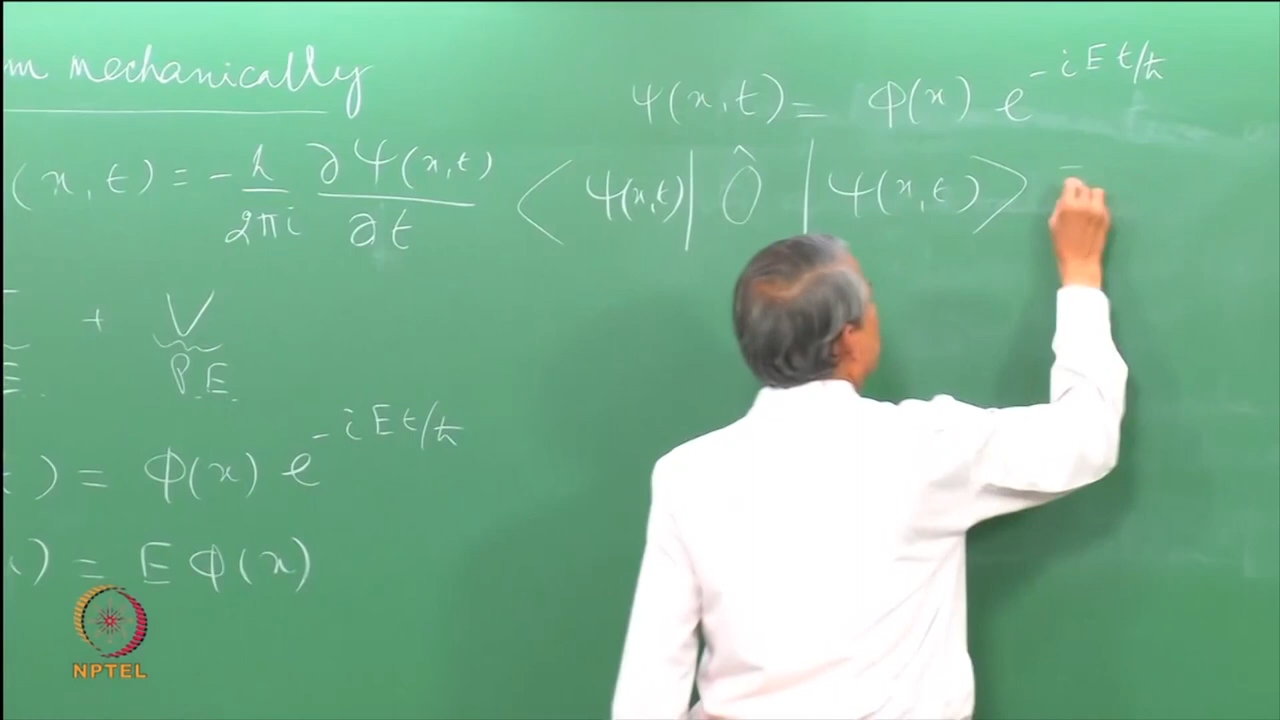 m mechanically
(x,t) = - h/2πi ∂Ψ(x,t)/∂t
+ V
P.E.
) = Φ(x) e^{-iEt/ħ}
) = E Φ(x)
Ψ(x,t) = Φ(x) e^{-iEt/ħ}
< Ψ(x,t) | Ô | Ψ(x,t) >
NPTEL